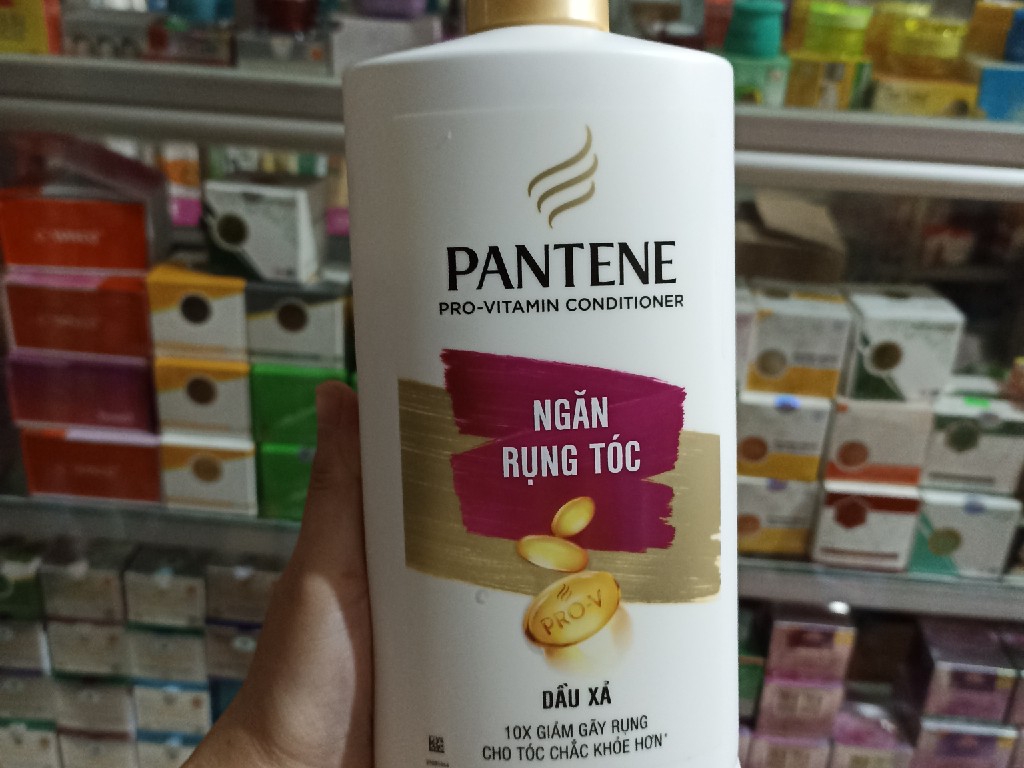 PANTENE
PRO-VITAMIN CONDITIONER
NGĂN
RỤNG TÓC
PRO-V
DẦU XẢ
10X GIẢM GÃY RỤNG
CHO TÓC CHẮC KHỎE HƠN*